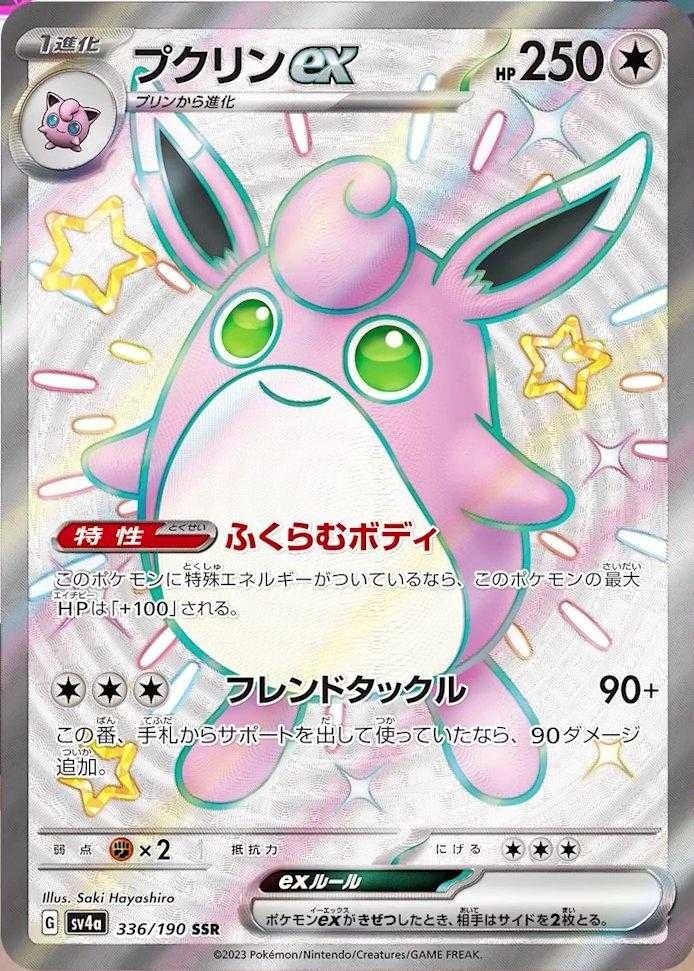 1進化 プクリンex HP250
プリンから進化
特性 とくせい ふくらむボディ
このポケモンに特殊エネルギーがついているなら、このポケモンの最大
HPは「+100」される。
フレンドタックル 90+
この番、手札からサポートを出して使っていたなら、90ダメージ
追加。
弱点 ×2 抵抗力 にげる
exルール
ポケモンexがきぜつしたとき、相手はサイドを2枚とる。
Illus. Saki Hayashiro
G sv4a 336/190 SSR
©2023 Pokémon/Nintendo/Creatures/GAME FREAK.